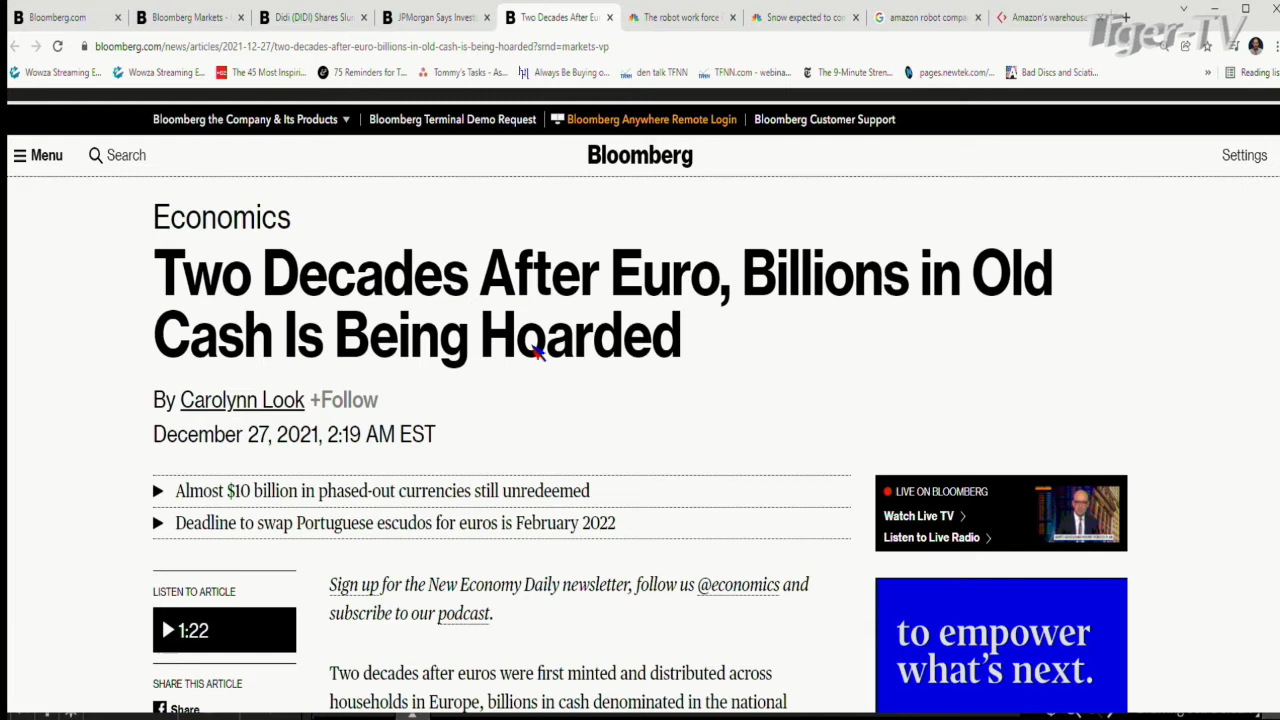 Bloomberg.com
Bloomberg Markets -
Didi (DIDI) Shares Slu
JPMorgan Says Invest
Two Decades After Eu
The robot work force
Snow expected to con
amazon robot compa
Amazon's warehouse
Tiger-TV
bloomberg.com/news/articles/2021-12-27/two-decades-after-euro-billions-in-old-cash-is-being-hoarded?srnd=markets-vp
Wowza Streaming E...
Wowza Streaming E...
The 45 Most Inspiri...
75 Reminders for T...
Tommy's Tasks - As...
Always Be Buying o...
den talk TFNN
TFNN.com - webina...
The 9-Minute Stren...
pages.newtek.com/...
Bad Discs and Sciati...
»
Reading lis
Bloomberg the Company & Its Products ▼
Bloomberg Terminal Demo Request
Bloomberg Anywhere Remote Login
Bloomberg Customer Support
Menu
Search
Bloomberg
Settings
Economics
Two Decades After Euro, Billions in Old
Cash Is Being Hoarded
By Carolynn Look +Follow
December 27, 2021, 2:19 AM EST
Almost $10 billion in phased-out currencies still unredeemed
Deadline to swap Portuguese escudos for euros is February 2022
LIVE ON BLOOMBERG
Watch Live TV
Listen to Live Radio
LISTEN TO ARTICLE
1:22
SHARE THIS ARTICLE
Share
Sign up for the New Economy Daily newsletter, follow us @economics and
subscribe to our podcast.
Two decades after euros were first minted and distributed across
households in Europe, billions in cash denominated in the national
to empower
what's next.